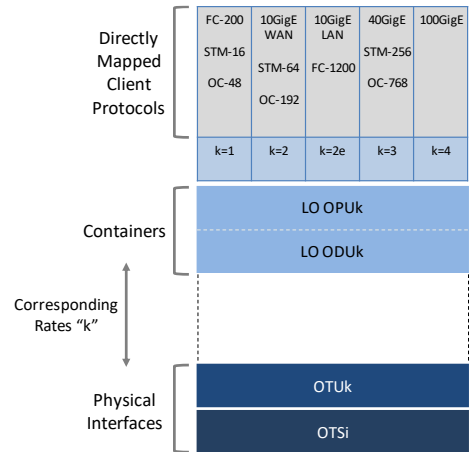 Directly
Mapped
Client
Protocols
FC-200
STM-16
OC-48
10GigE
WAN
STM-64
OC-192
10GigE
LAN
FC-1200
40GigE
STM-256
OC-768
100GigE
k=1
k=2
k=2e
k=3
k=4
Containers
LO OPUk
LO ODUk
Corresponding
Rates “k”
Physical
Interfaces
OTUk
OTSi